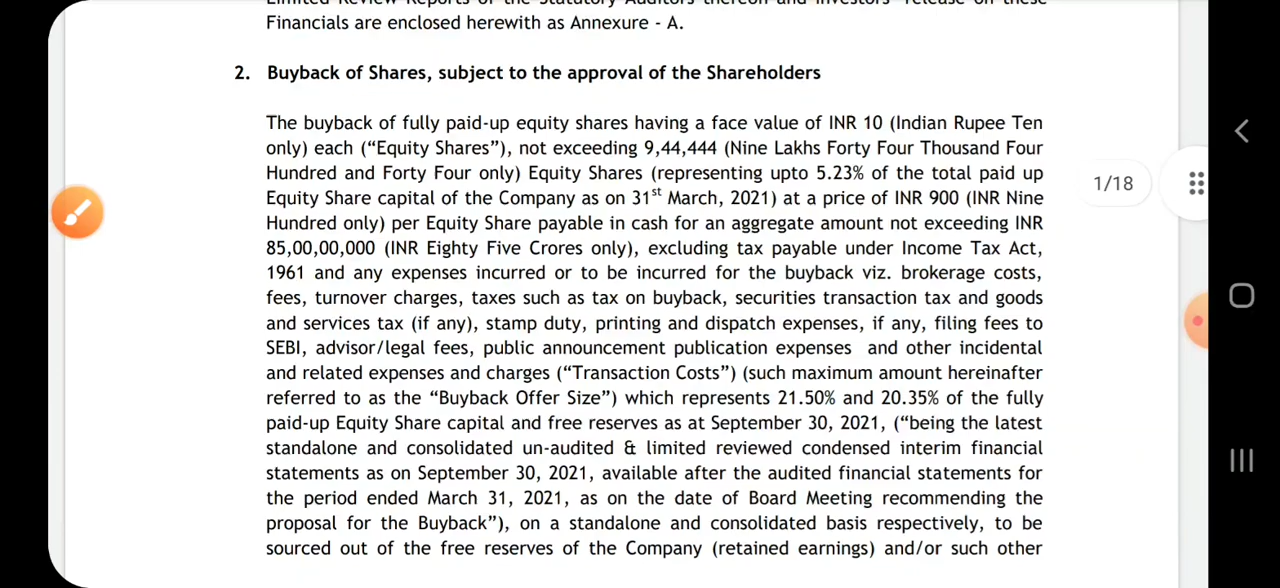 Limited Review Reports of the Statutory Auditors thereon and Investors' release on these
Financials are enclosed herewith as Annexure - A.
2. Buyback of Shares, subject to the approval of the Shareholders
The buyback of fully paid-up equity shares having a face value of INR 10 (Indian Rupee Ten
only) each (“Equity Shares”), not exceeding 9,44,444 (Nine Lakhs Forty Four Thousand Four
Hundred and Forty Four only) Equity Shares (representing upto 5.23% of the total paid up
Equity Share capital of the Company as on 31st March, 2021) at a price of INR 900 (INR Nine
Hundred only) per Equity Share payable in cash for an aggregate amount not exceeding INR
85,00,00,000 (INR Eighty Five Crores only), excluding tax payable under Income Tax Act,
1961 and any expenses incurred or to be incurred for the buyback viz. brokerage costs,
fees, turnover charges, taxes such as tax on buyback, securities transaction tax and goods
and services tax (if any), stamp duty, printing and dispatch expenses, if any, filing fees to
SEBI, advisor/legal fees, public announcement publication expenses and other incidental
and related expenses and charges (“Transaction Costs”) (such maximum amount hereinafter
referred to as the “Buyback Offer Size”) which represents 21.50% and 20.35% of the fully
paid-up Equity Share capital and free reserves as at September 30, 2021, (“being the latest
standalone and consolidated un-audited & limited reviewed condensed interim financial
statements as on September 30, 2021, available after the audited financial statements for
the period ended March 31, 2021, as on the date of Board Meeting recommending the
proposal for the Buyback”), on a standalone and consolidated basis respectively, to be
sourced out of the free reserves of the Company (retained earnings) and/or such other
1/18